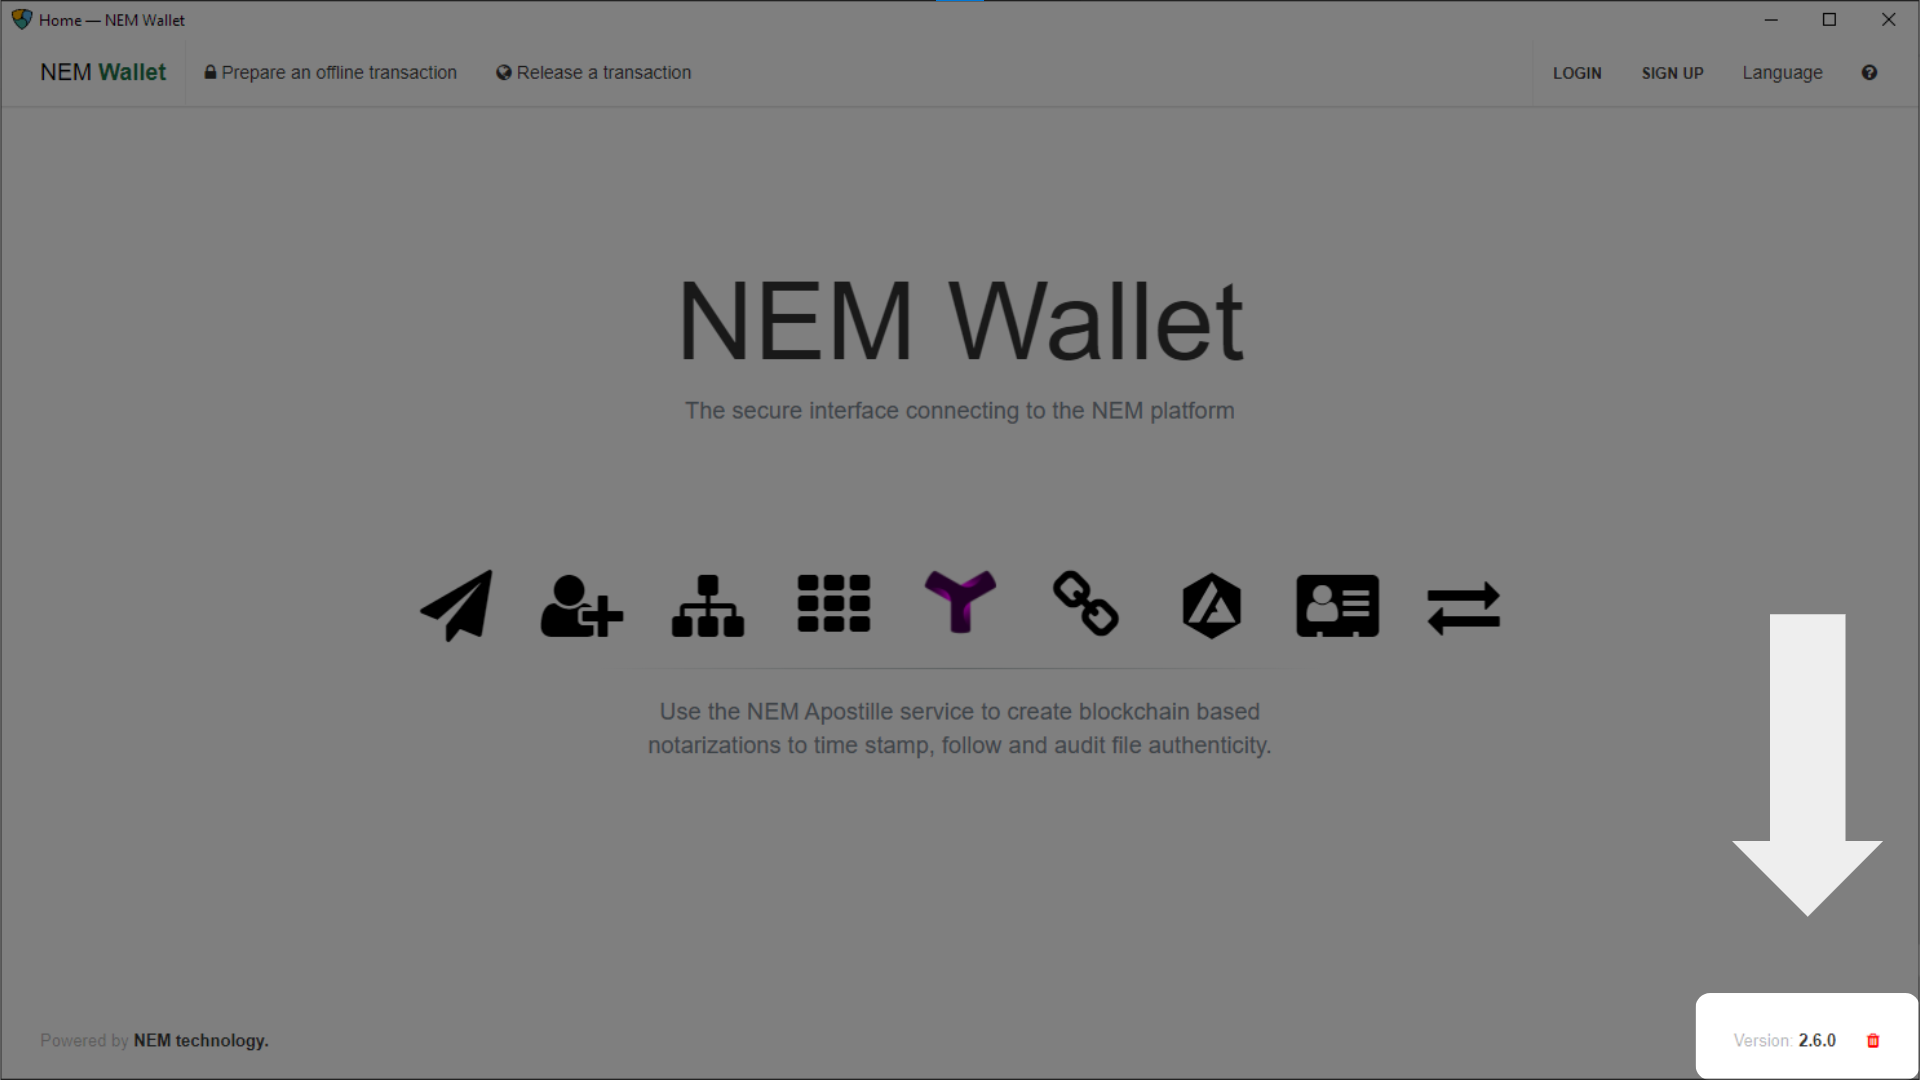 Home — NEM Wallet
NEM Wallet
Prepare an offline transaction
Release a transaction
LOGIN
SIGN UP
Language
NEM Wallet
The secure interface connecting to the NEM platform
Use the NEM Apostille service to create blockchain based
notarizations to time stamp, follow and audit file authenticity.
Powered by NEM technology.
Version: 2.6.0